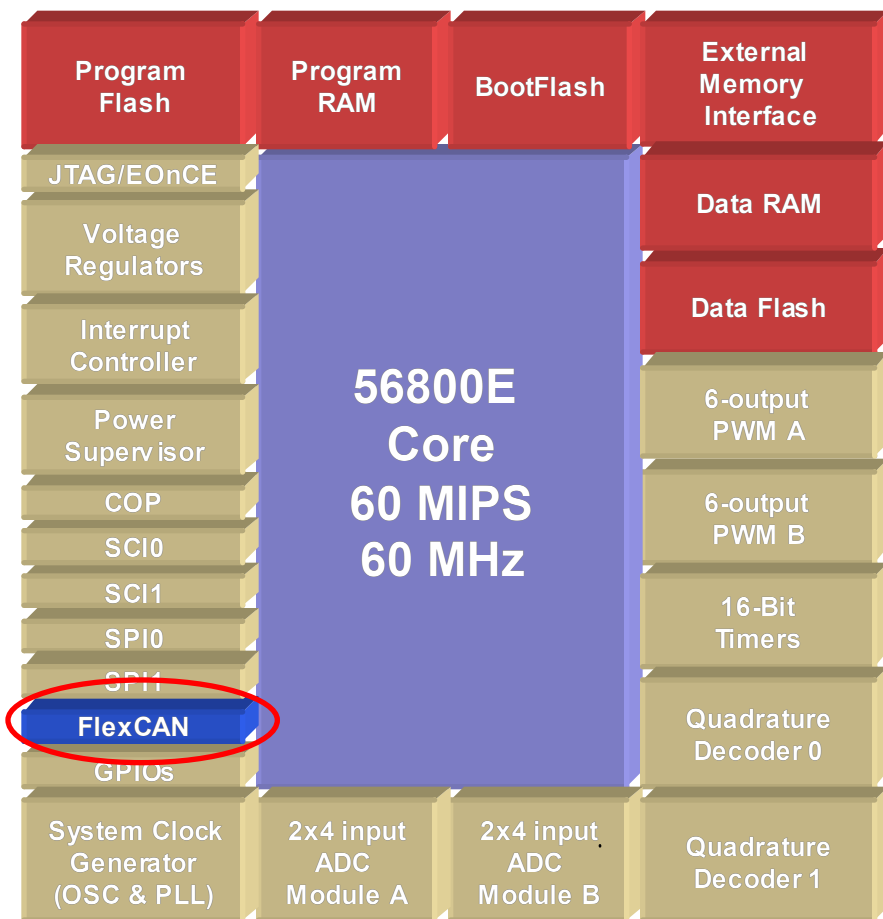 Program
Flash
Program
RAM
BootFlash
External
Memory
Interface
JTAG/EOnCE
Voltage
Regulators
Interrupt
Controller
Power
Supervisor
COP
SCI0
SCI1
SPI0
SPI1
FlexCAN
GPIOs
System Clock
Generator
(OSC & PLL)
56800E
Core
60 MIPS
60 MHz
2x4 input
ADC
Module A
2x4 input
ADC
Module B
Data RAM
Data Flash
6-output
PWM A
6-output
PWM B
16-Bit
Timers
Quadrature
Decoder 0
Quadrature
Decoder 1